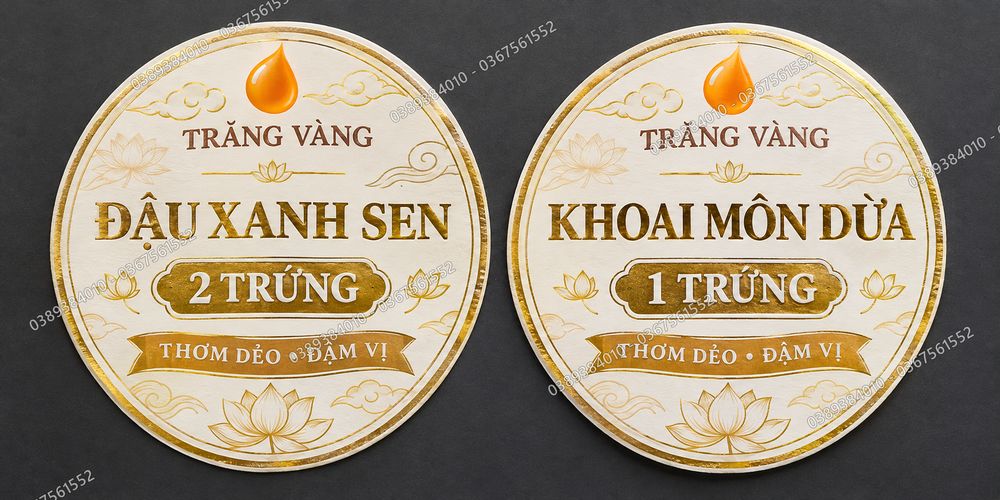 TRĂNG VÀNG
ĐẬU XANH SEN
2 TRỨNG
THƠM DẺO • ĐẬM VỊ
TRĂNG VÀNG
KHOAI MÔN DỪA
1 TRỨNG
THƠM DẺO • ĐẬM VỊ
0389384010 - 0367561552